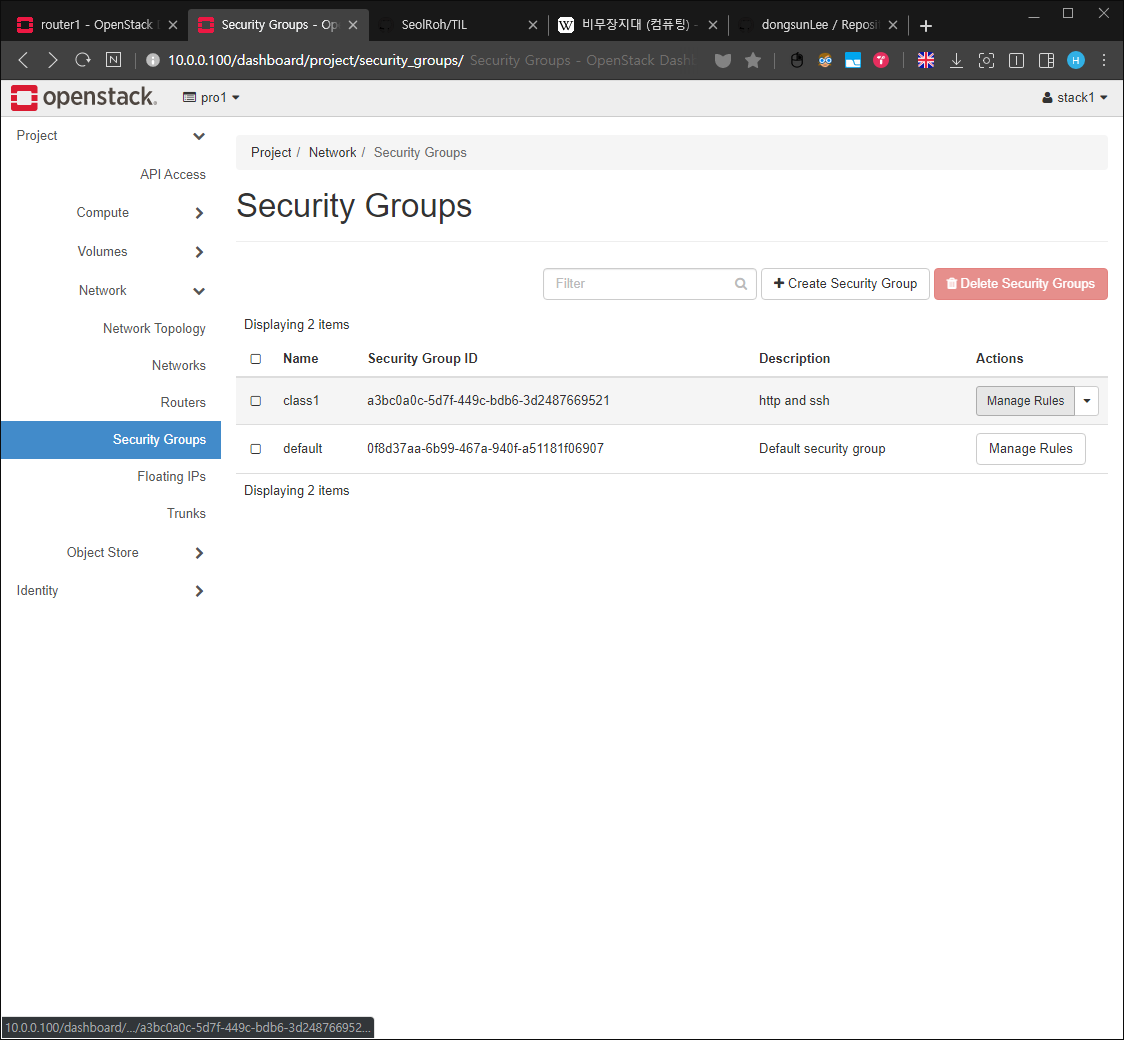 router1 - OpenStack
Security Groups - Op
SeolRoh/TIL
비무장지대 (컴퓨팅) -
dongsunLee / Reposi
10.0.0.100/dashboard/project/security_groups/ Security Groups - OpenStack Dash
openstack.
pro1
stack1
Project
API Access
Compute
Volumes
Network
Network Topology
Networks
Routers
Security Groups
Floating IPs
Trunks
Object Store
Identity
Project / Network / Security Groups
Security Groups
Filter
Create Security Group
Delete Security Groups
Displaying 2 items
Name Security Group ID Description Actions
class1 a3bc0a0c-5d7f-449c-bdb6-3d2487669521 http and ssh Manage Rules
default 0f8d37aa-6b99-467a-940f-a51181f06907 Default security group Manage Rules
Displaying 2 items
10.0.0.100/dashboard/.../a3bc0a0c-5d7f-449c-bdb6-3d248766952...